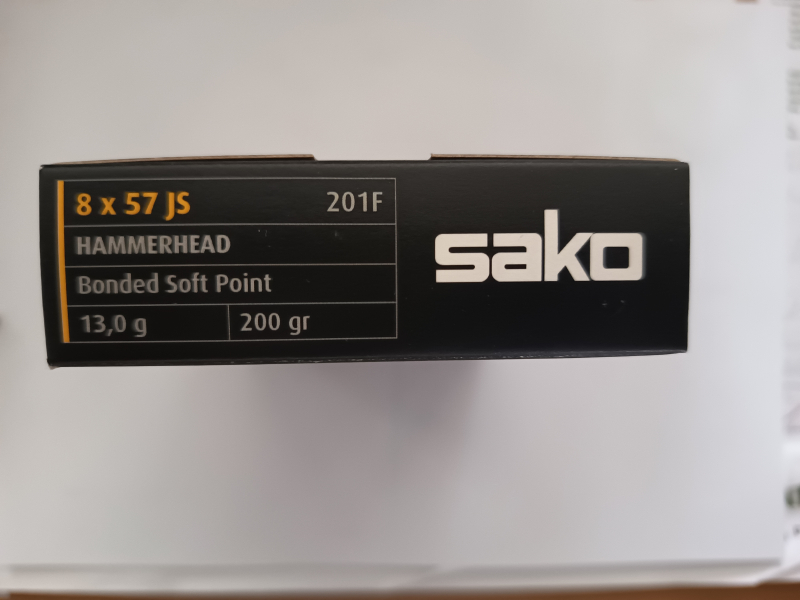 8 x 57 JS 201F
HAMMERHEAD
Bonded Soft Point
13,0 g 200 gr
sako